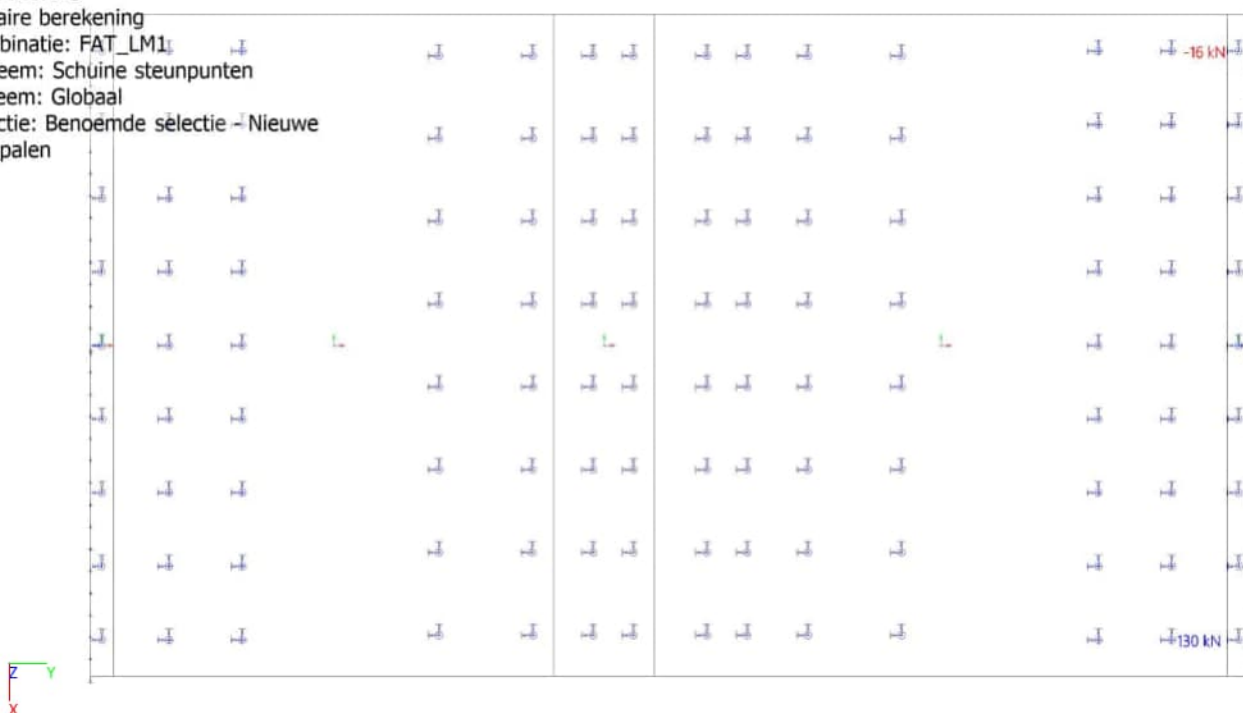 aire berekening
binatie: FAT_LM1
eem: Schuine steunpunten
eem: Globaal
ctie: Benoemde selectie - Nieuwe
palen
-16 kN
130 kN
Z Y
X